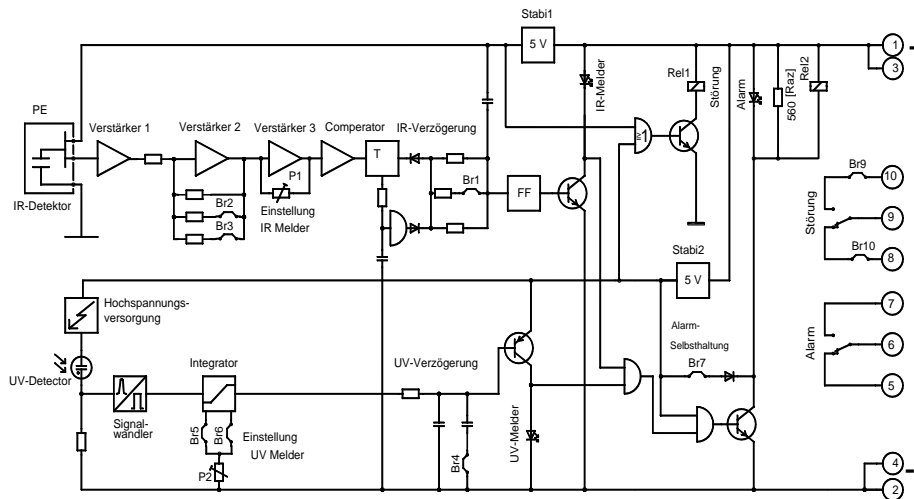 Stabi1
5 V
1
3
PE
Verstärker 1
Verstärker 2
Verstärker 3
Comperator
IR-Verzögerung
IR-Melder
Rel1
Störung
Alarm
560 [Raz]
Rel2
T
P1
Br1
FF
1
IR-Detektor
Br2
Br3
Einstellung
IR Melder
Br9
10
Störung
9
Br10
8
Stabi2
5 V
Hochspannungs-
versorgung
UV-Detector
Integrator
UV-Verzögerung
Alarm-
Selbsthaltung
Br7
7
Alarm
6
5
Signal-
wandler
Br5
Br6
Einstellung
UV Melder
P2
Br4
UV-Melder
4
2